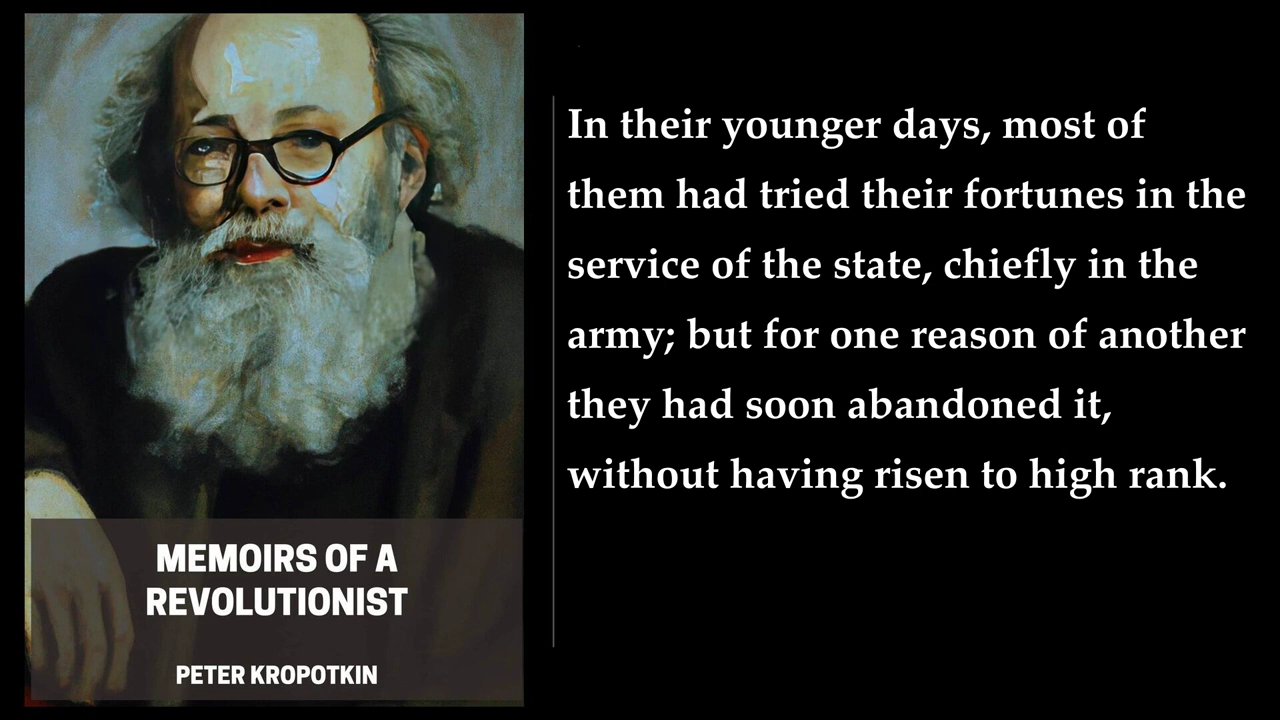 In their younger days, most of
them had tried their fortunes in the
service of the state, chiefly in the
army; but for one reason of another
they had soon abandoned it,
without having risen to high rank.
MEMOIRS OF A
REVOLUTIONIST
PETER KROPOTKIN